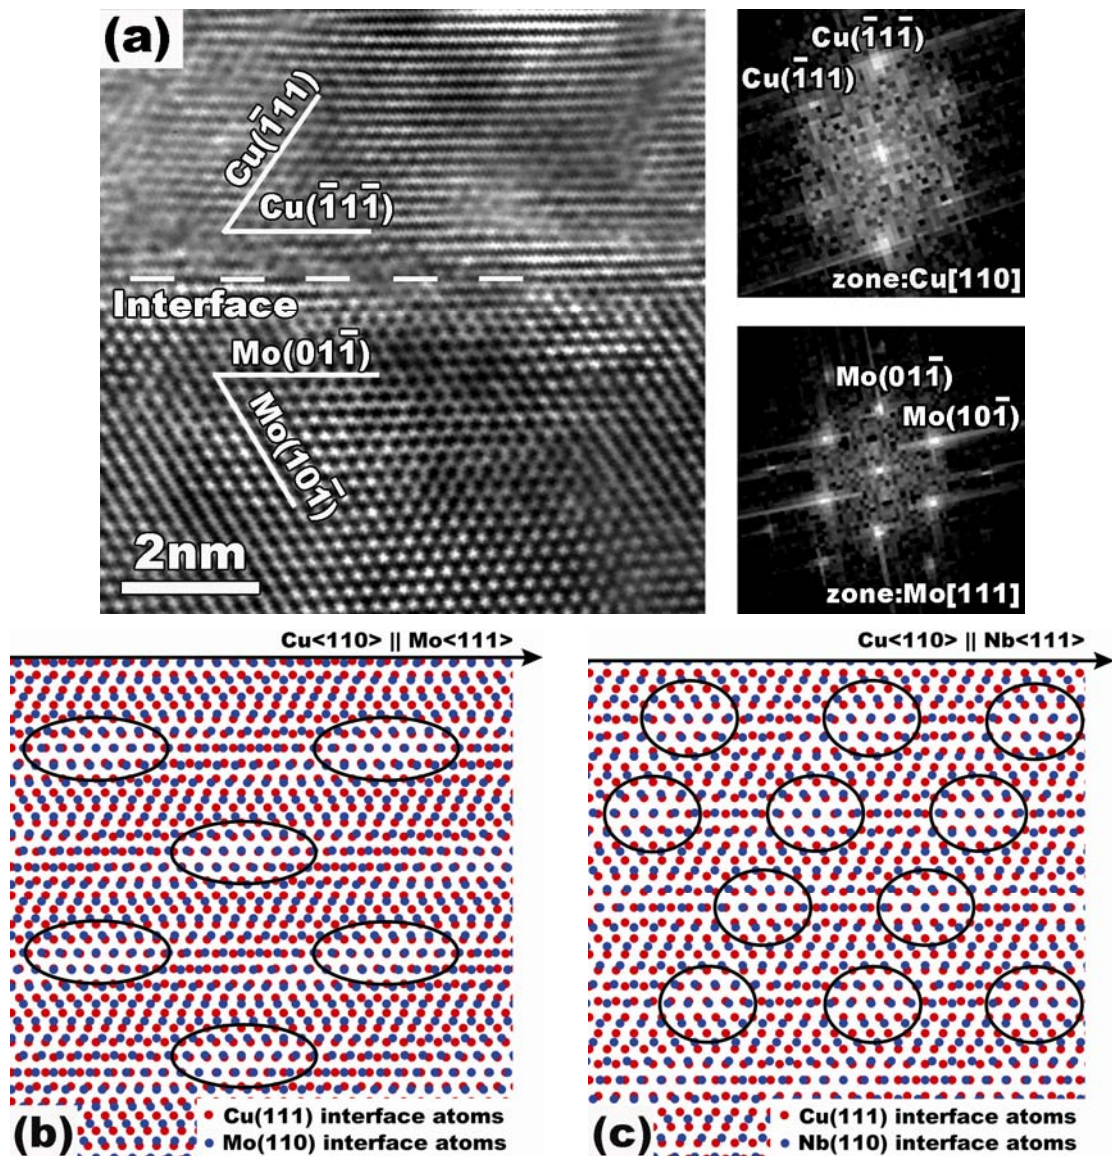 (a)
Cu(1̄11)
Cu(1̄11̄)
Interface
Mo(011̄)
Mo(101̄)
2nm
Cu(1̄11̄)
Cu(1̄11)
zone:Cu[110]
Mo(011̄)
Mo(101̄)
zone:Mo[111]
Cu<110> || Mo<111>
(b)
Cu(111) interface atoms
Mo(110) interface atoms
Cu<110> || Nb<111>
(c)
Cu(111) interface atoms
Nb(110) interface atoms